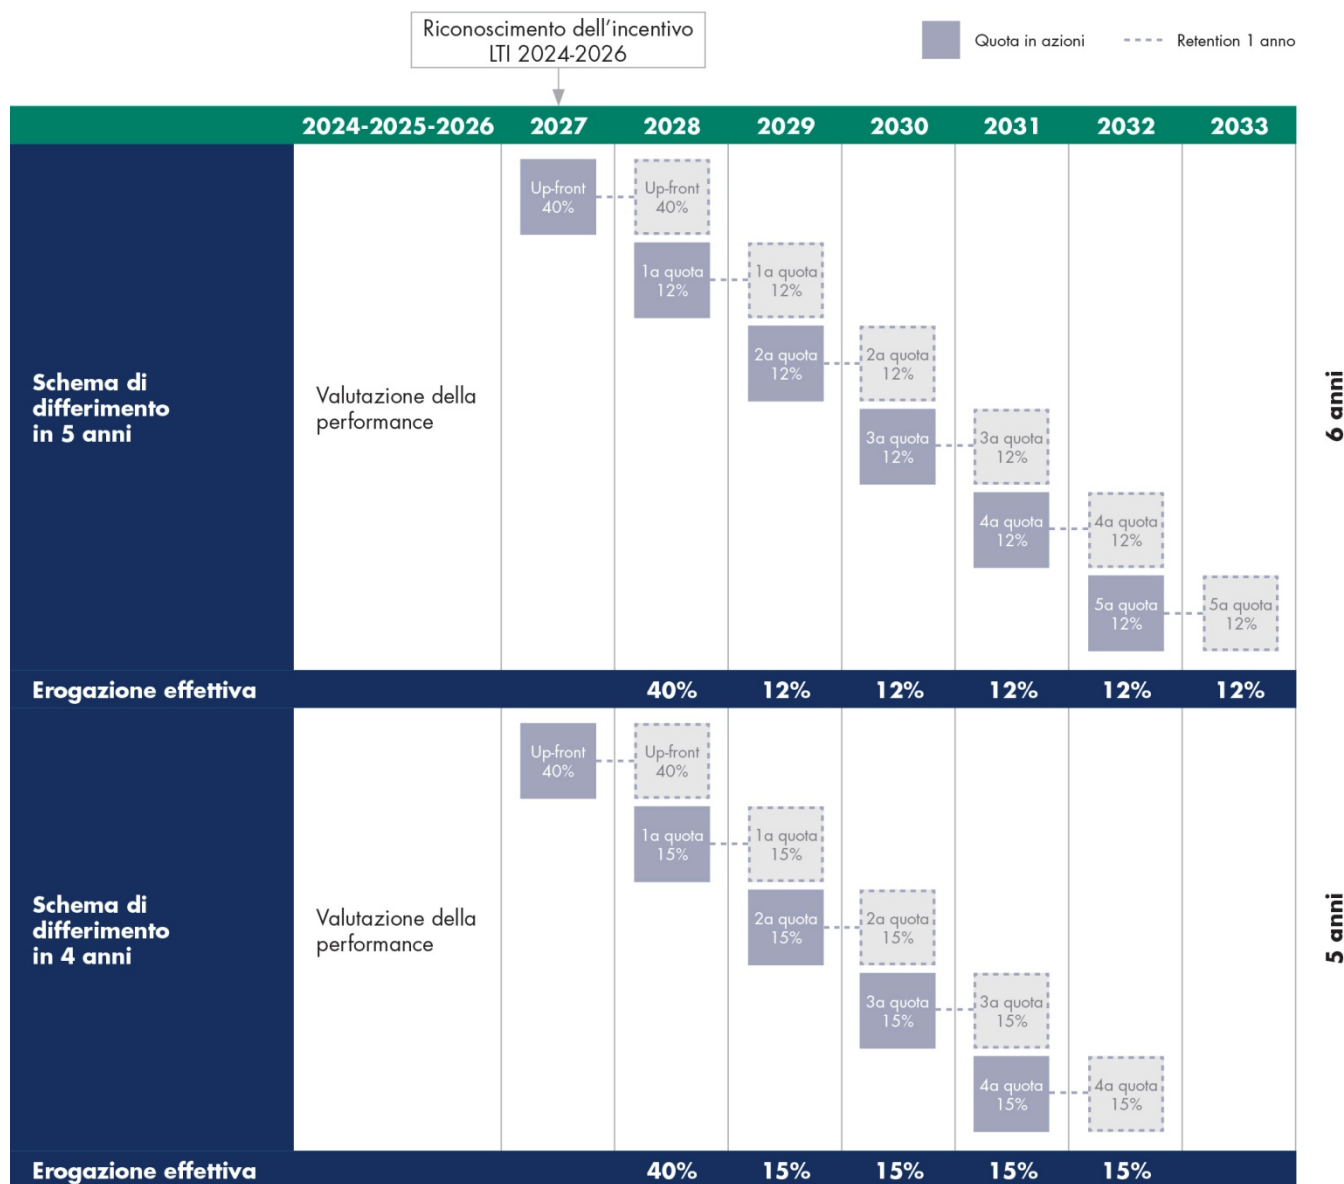 Riconoscimento dell'incentivo
LTI 2024-2026
Quota in azioni
Retention 1 anno
2024-2025-2026 2027 2028 2029 2030 2031 2032 2033
Up-front
40%
Up-front
40%
1a quota
12%
1a quota
12%
2a quota
12%
2a quota
12%
Schema di
differimento
in 5 anni
Valutazione della
performance
3a quota
12%
3a quota
12%
4a quota
12%
4a quota
12%
5a quota
12%
5a quota
12%
6 anni
Erogazione effettiva 40% 12% 12% 12% 12% 12%
Up-front
40%
Up-front
40%
1a quota
15%
1a quota
15%
Schema di
differimento
in 4 anni
Valutazione della
performance
2a quota
15%
2a quota
15%
3a quota
15%
3a quota
15%
4a quota
15%
4a quota
15%
5 anni
Erogazione effettiva 40% 15% 15% 15% 15%